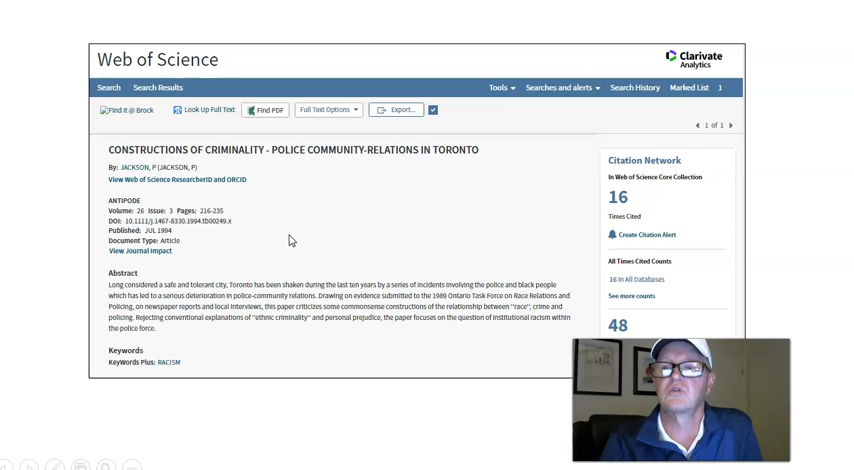 Web of Science
Clarivate
Analytics
Search Search Results Tools Searches and alerts Search History Marked List 1
Find It @ Brock Look Up Full Text Find PDF Full Text Options Export...
1 of 1
CONSTRUCTIONS OF CRIMINALITY - POLICE COMMUNITY-RELATIONS IN TORONTO
By: JACKSON, P (JACKSON, P)
View Web of Science ResearcherID and ORCID
ANTIPODE
Volume: 26 Issue: 3 Pages: 216-235
DOI: 10.1111/j.1467-8330.1994.tb00249.x
Published: JUL 1994
Document Type: Article
View Journal Impact
Abstract
Long considered a safe and tolerant city, Toronto has been shaken during the last ten years by a series of incidents involving the police and black people
which has led to a serious deterioration in police-community relations. Drawing on evidence submitted to the 1989 Ontario Task Force on Race Relations and
Policing, on newspaper reports and local interviews, this paper criticizes some commonsense constructions of the relationship between "race", crime and
policing. Rejecting conventional explanations of "ethnic criminality" and personal prejudice, the paper focuses on the question of institutional racism within
the police force.
Keywords
KeyWords Plus: RACISM
Citation Network
In Web of Science Core Collection
16
Times Cited
Create Citation Alert
All Times Cited Counts
16 in All Databases
See more counts
48